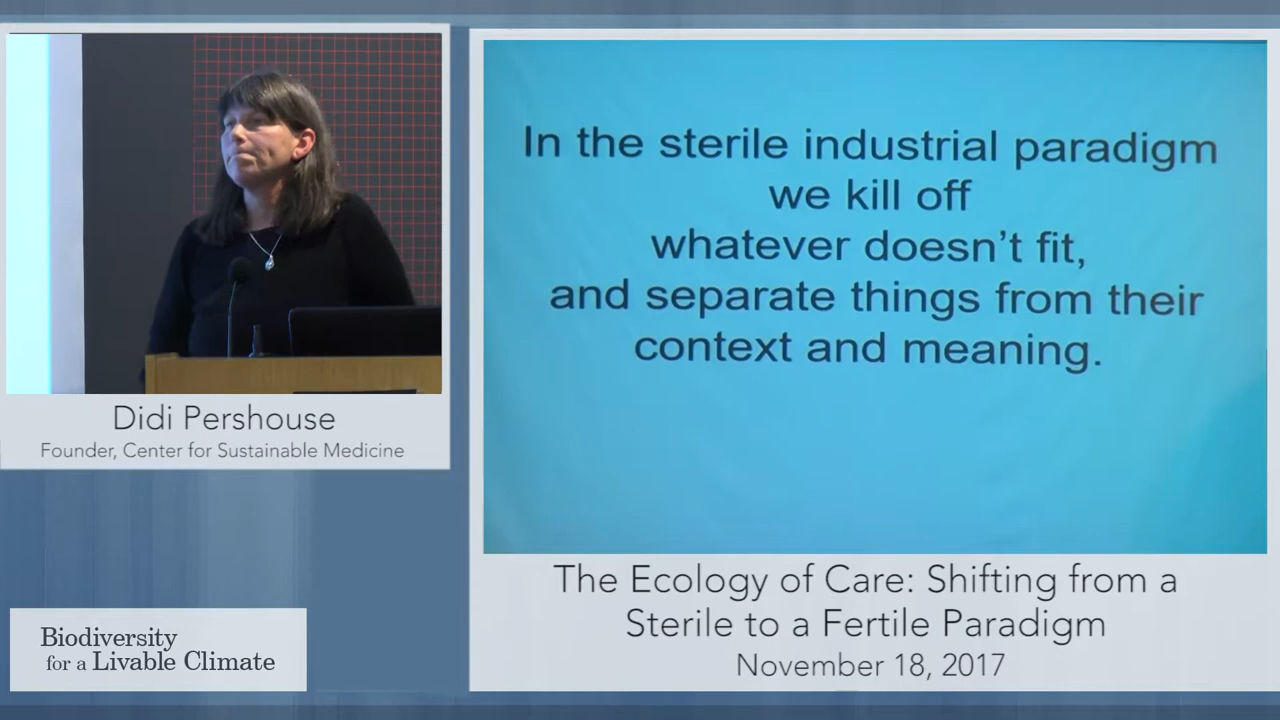 Didi Pershouse
Founder, Center for Sustainable Medicine
Biodiversity
for a Livable Climate
In the sterile industrial paradigm
we kill off
whatever doesn’t fit,
and separate things from their
context and meaning.
The Ecology of Care: Shifting from a
Sterile to a Fertile Paradigm
November 18, 2017